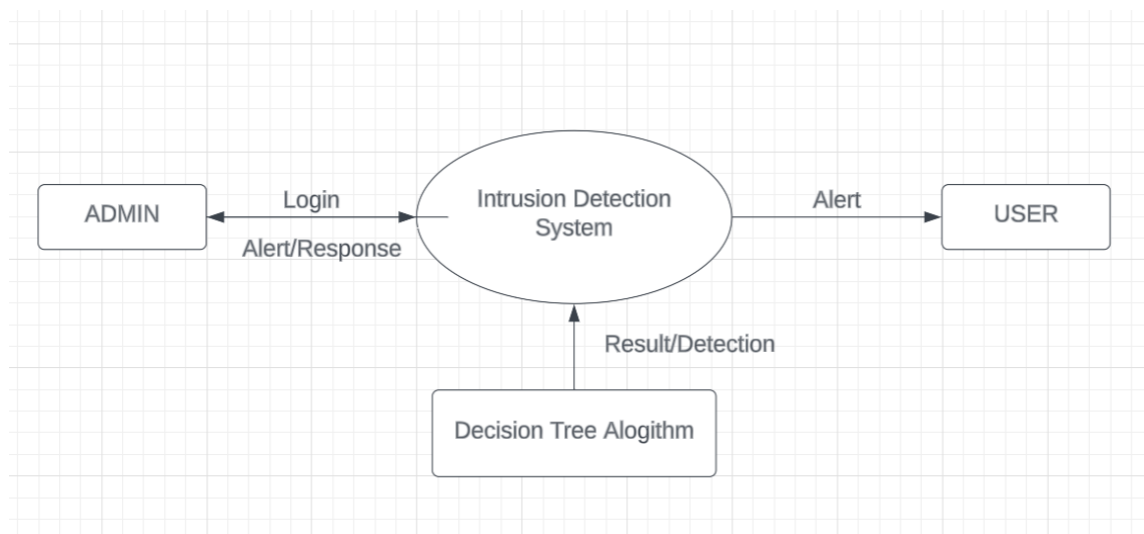 ADMIN
Login
Alert/Response
Intrusion Detection
System
Alert
USER
Result/Detection
Decision Tree Alogithm